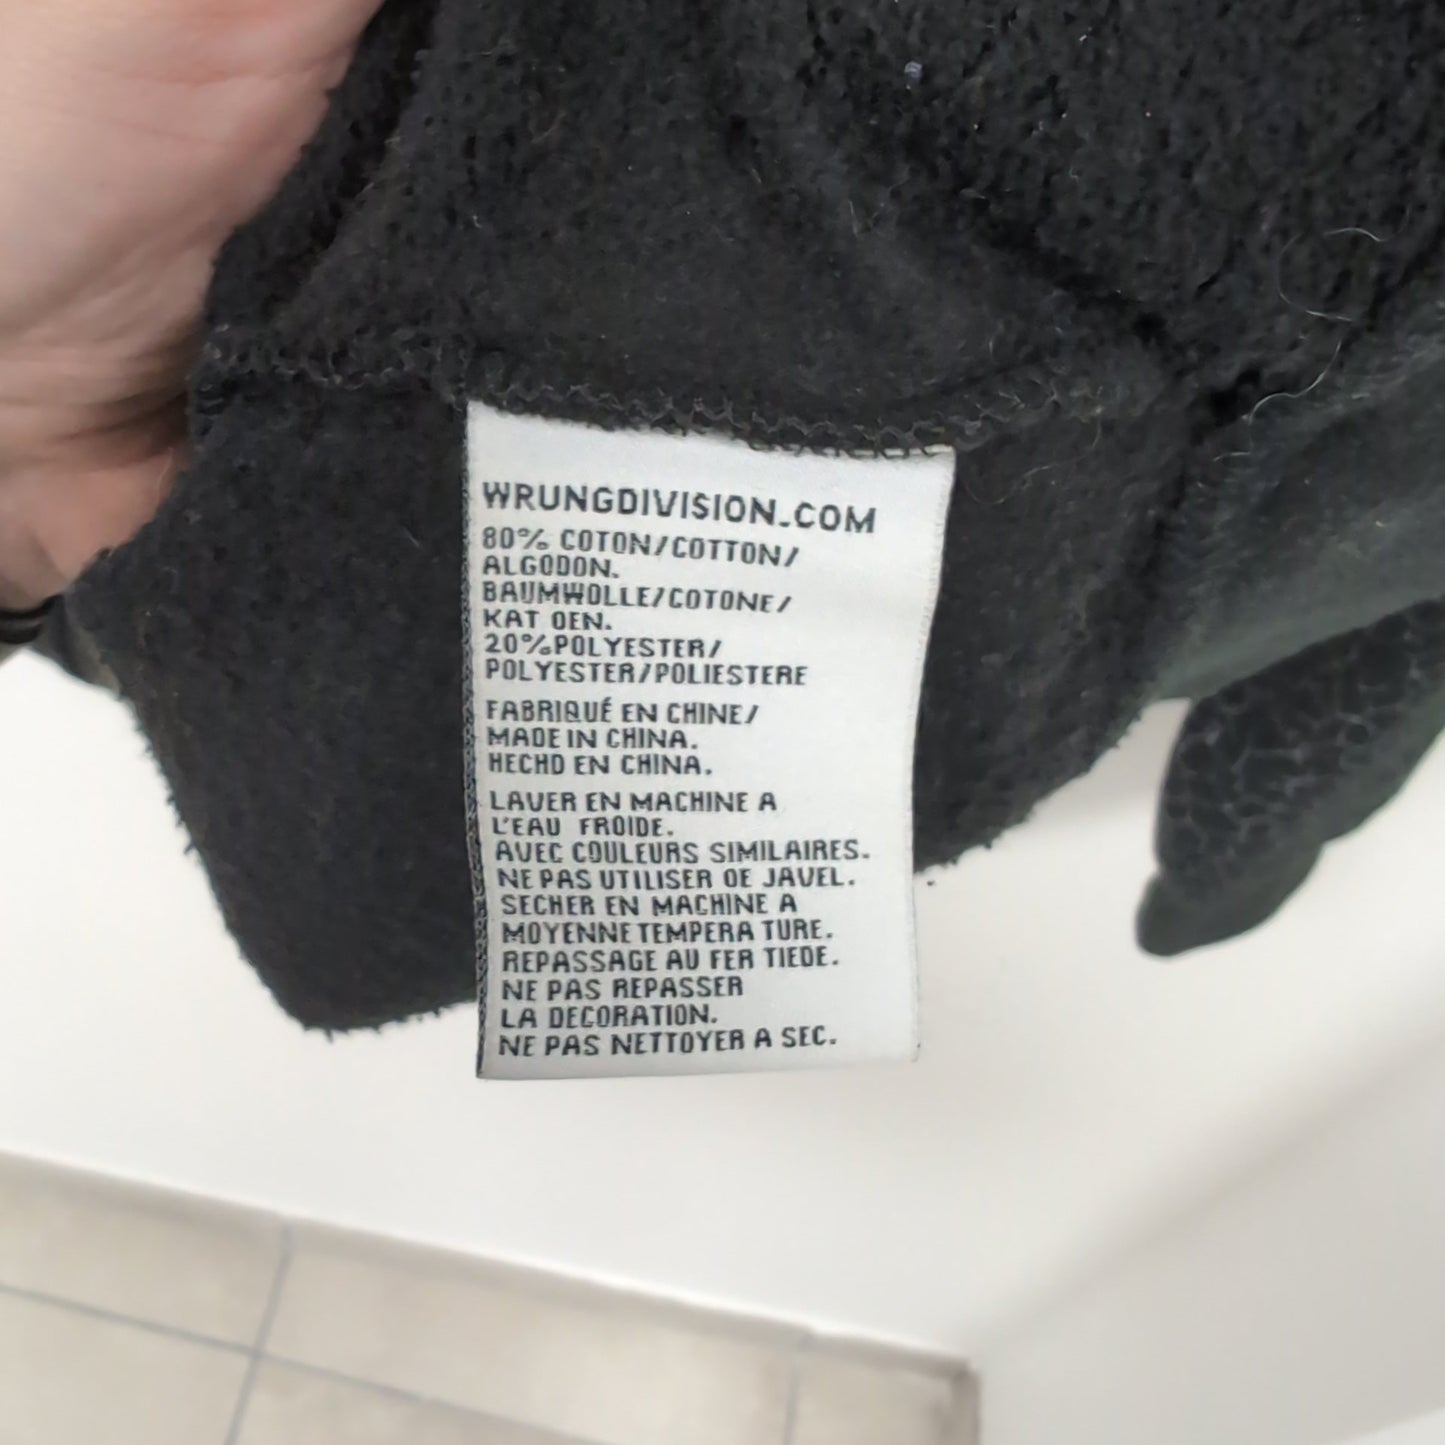 WRUNGDIVISION.COM
80% COTON/COTTON/
ALGODON.
BAUMWOLLE/COTONE/
KAT OEN.
20%POLYESTER/
POLYESTER/POLIESTERE
FABRIQUÉ EN CHINE/
MADE IN CHINA.
HECHO EN CHINA.
LAVER EN MACHINE A
L'EAU FROIDE.
AVEC COULEURS SIMILAIRES.
NE PAS UTILISER DE JAVEL.
SECHER EN MACHINE A
MOYENNE TEMPERA TURE.
REPASSAGE AU FER TIEDE.
NE PAS REPASSER
LA DECORATION.
NE PAS NETTOYER A SEC.